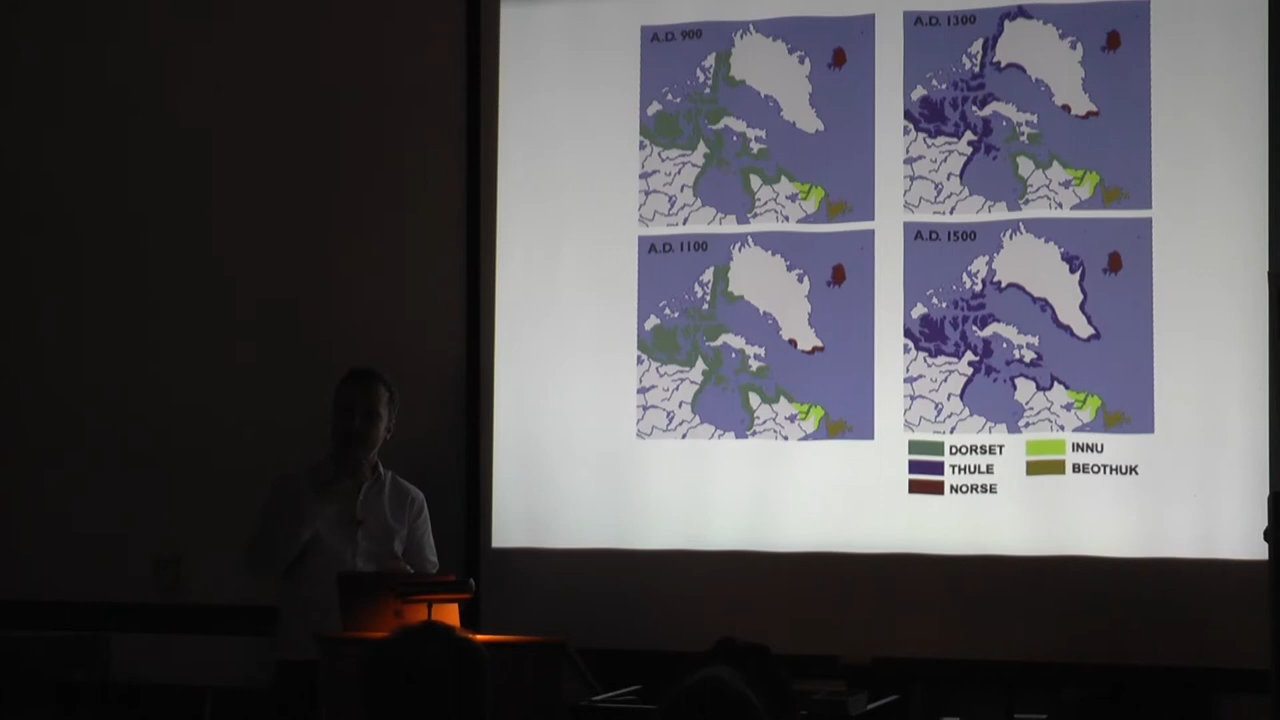 A.D. 900
A.D. 1300
A.D. 1100
A.D. 1500
DORSET
INNU
THULE
BEOTHUK
NORSE